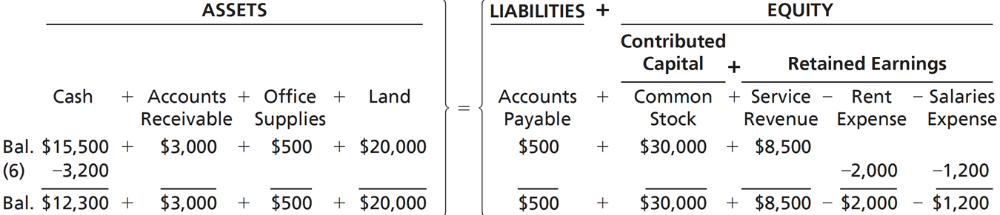 ASSETS LIABILITIES + EQUITY
Contributed
Capital + Retained Earnings
Cash + Accounts + Office + Land = Accounts + Common + Service – Rent – Salaries
Receivable Supplies Payable Stock Revenue Expense Expense
Bal. $15,500 + $3,000 + $500 + $20,000 $500 + $30,000 + $8,500
(6) –3,200 –2,000 –1,200
Bal. $12,300 + $3,000 + $500 + $20,000 $500 + $30,000 + $8,500 – $2,000 – $1,200